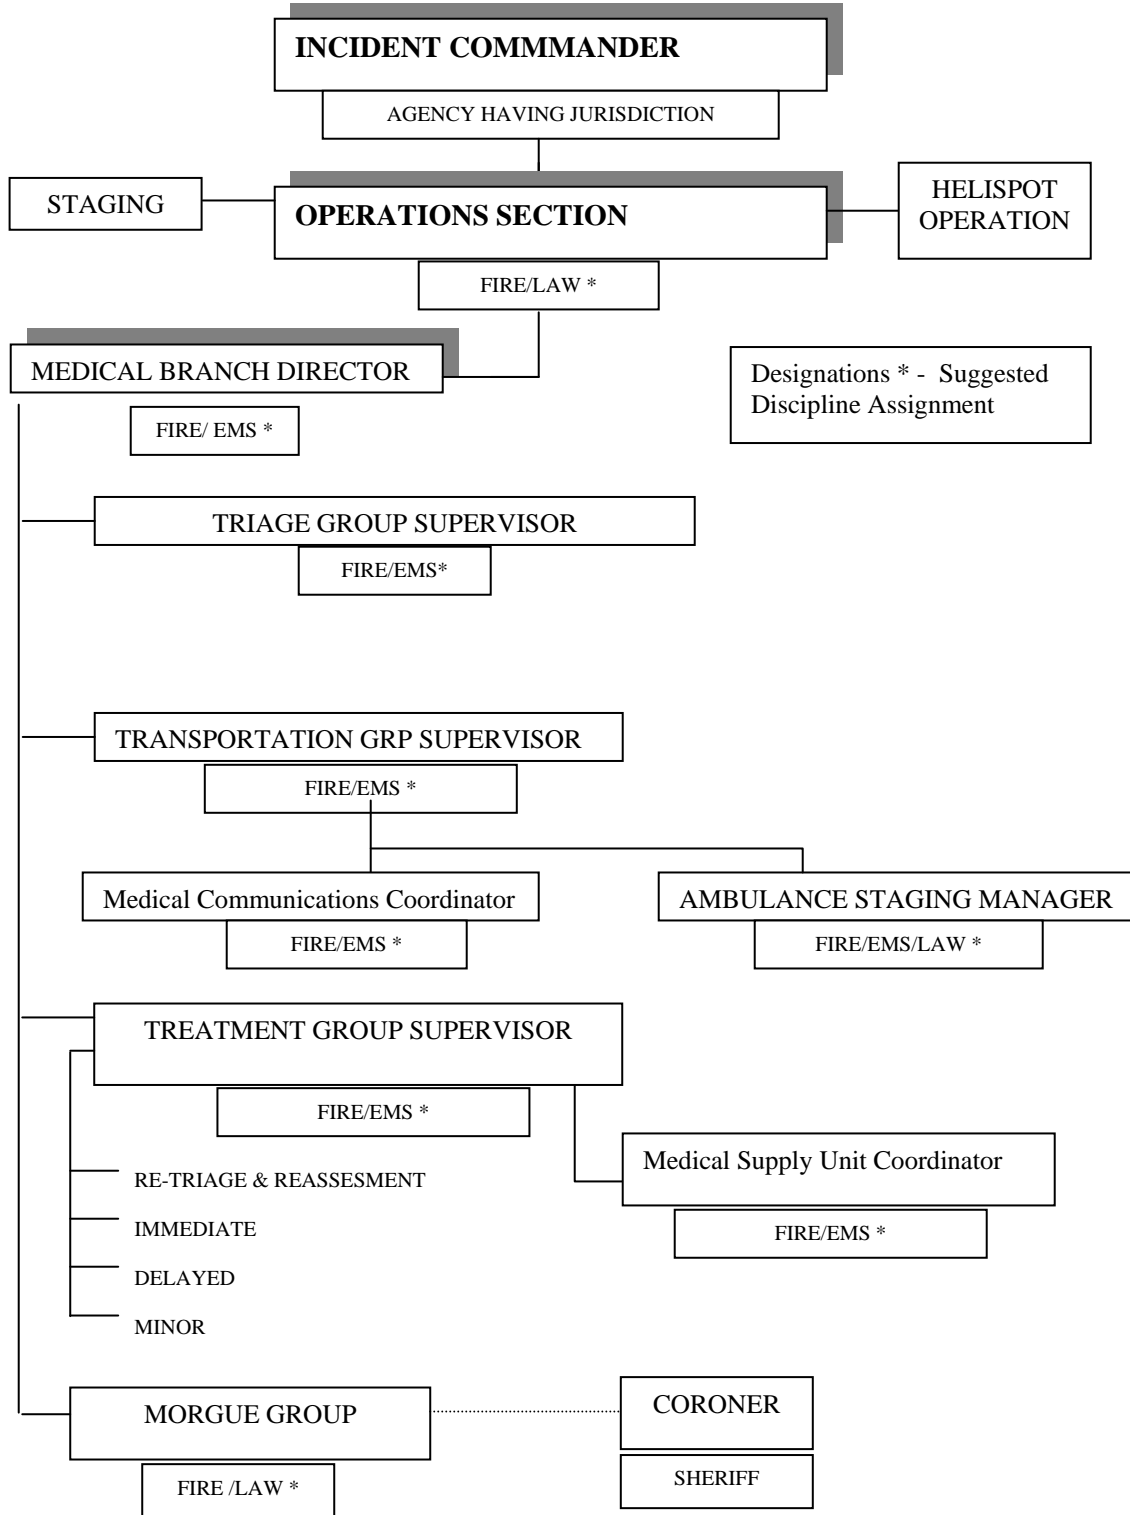 INCIDENT COMMMANDER
AGENCY HAVING JURISDICTION
STAGING
OPERATIONS SECTION
HELISPOT
OPERATION
FIRE/LAW *
MEDICAL BRANCH DIRECTOR
Designations * - Suggested
Discipline Assignment
FIRE/ EMS *
TRIAGE GROUP SUPERVISOR
FIRE/EMS*
TRANSPORTATION GRP SUPERVISOR
FIRE/EMS *
Medical Communications Coordinator
AMBULANCE STAGING MANAGER
FIRE/EMS *
FIRE/EMS/LAW *
TREATMENT GROUP SUPERVISOR
FIRE/EMS *
Medical Supply Unit Coordinator
FIRE/EMS *
RE-TRIAGE & REASSESMENT
IMMEDIATE
DELAYED
MINOR
MORGUE GROUP
CORONER
FIRE /LAW *
SHERIFF